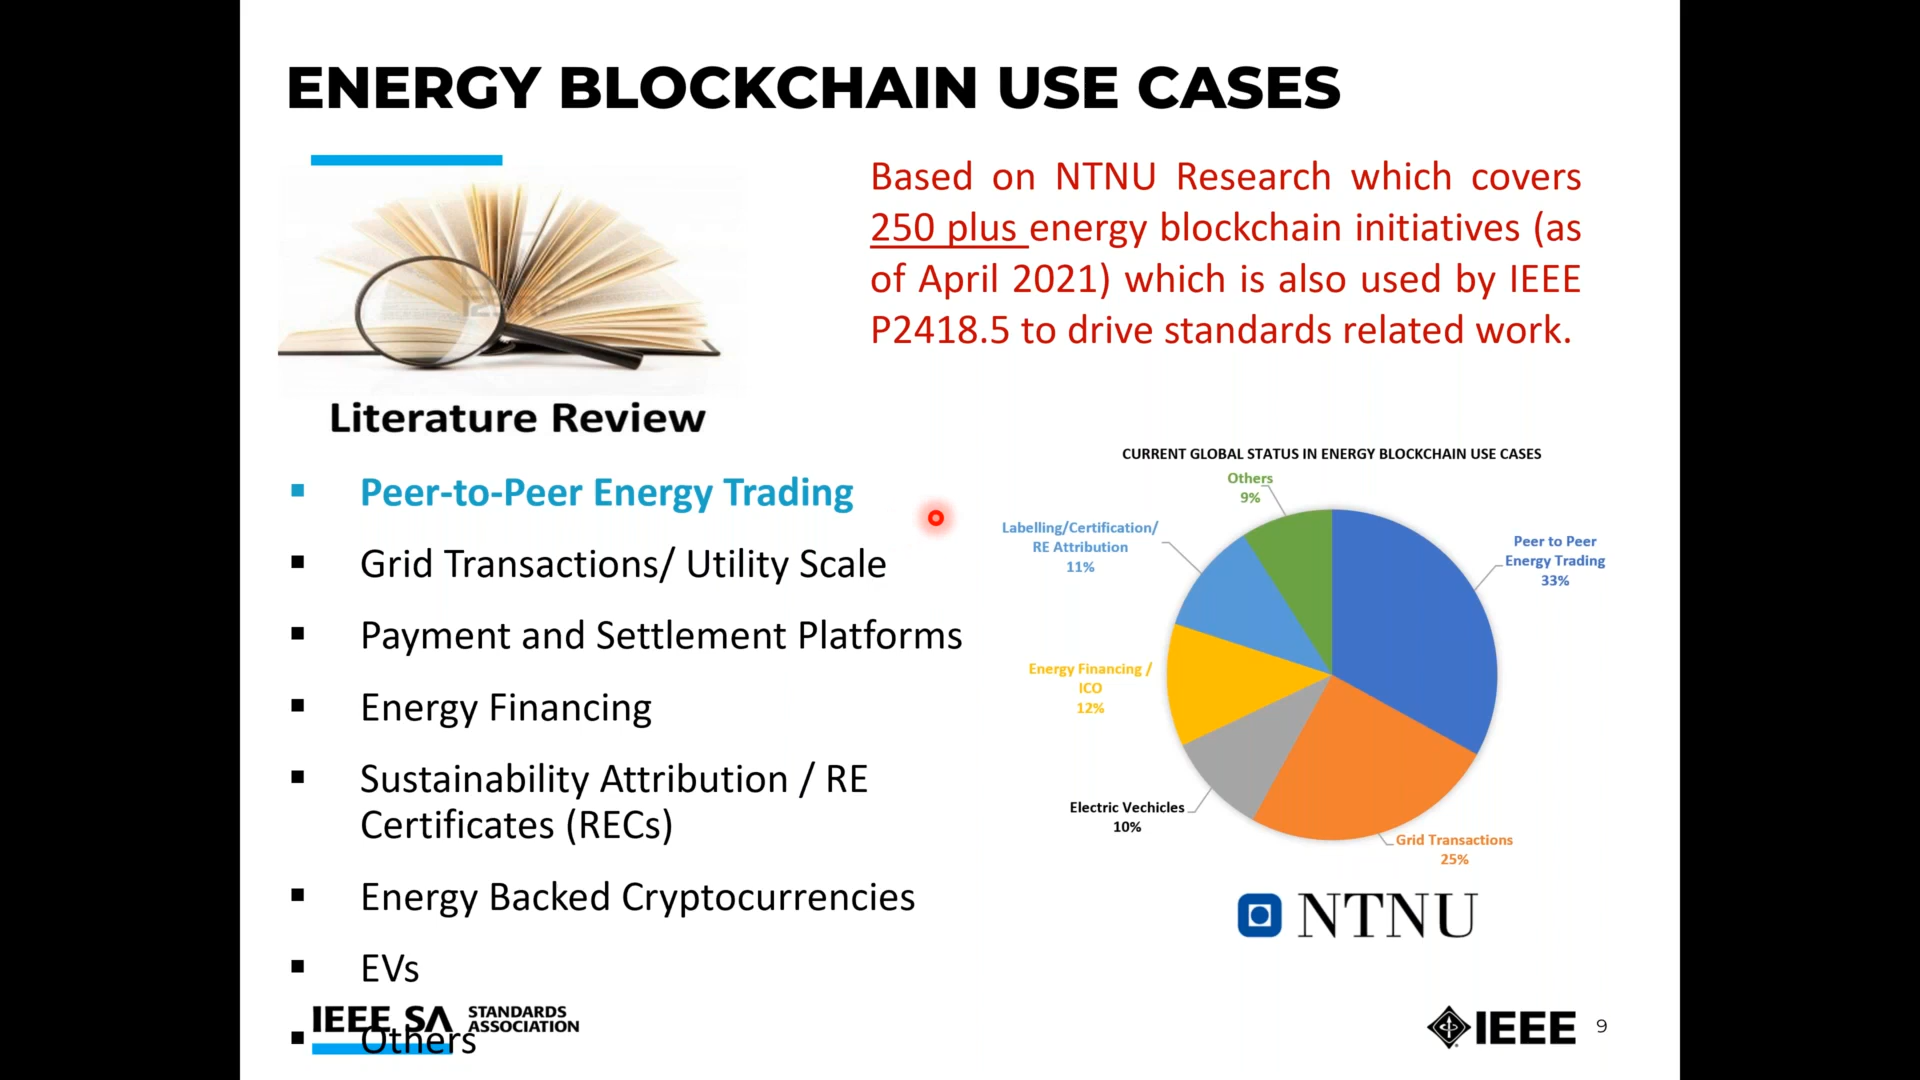 ENERGY BLOCKCHAIN USE CASES
Based on NTNU Research which covers
250 plus energy blockchain initiatives (as
of April 2021) which is also used by IEEE
P2418.5 to drive standards related work.
Literature Review
▪ Peer-to-Peer Energy Trading
▪ Grid Transactions/ Utility Scale
▪ Payment and Settlement Platforms
▪ Energy Financing
▪ Sustainability Attribution / RE
Certificates (RECs)
▪ Energy Backed Cryptocurrencies
▪ EVs
▪ Others
CURRENT GLOBAL STATUS IN ENERGY BLOCKCHAIN USE CASES
Others
9%
Labelling/Certification/
RE Attribution
11%
Peer to Peer
Energy Trading
33%
Energy Financing /
ICO
12%
Electric Vechicles
10%
Grid Transactions
25%
NTNU
IEEE SA STANDARDS
ASSOCIATION
IEEE
9